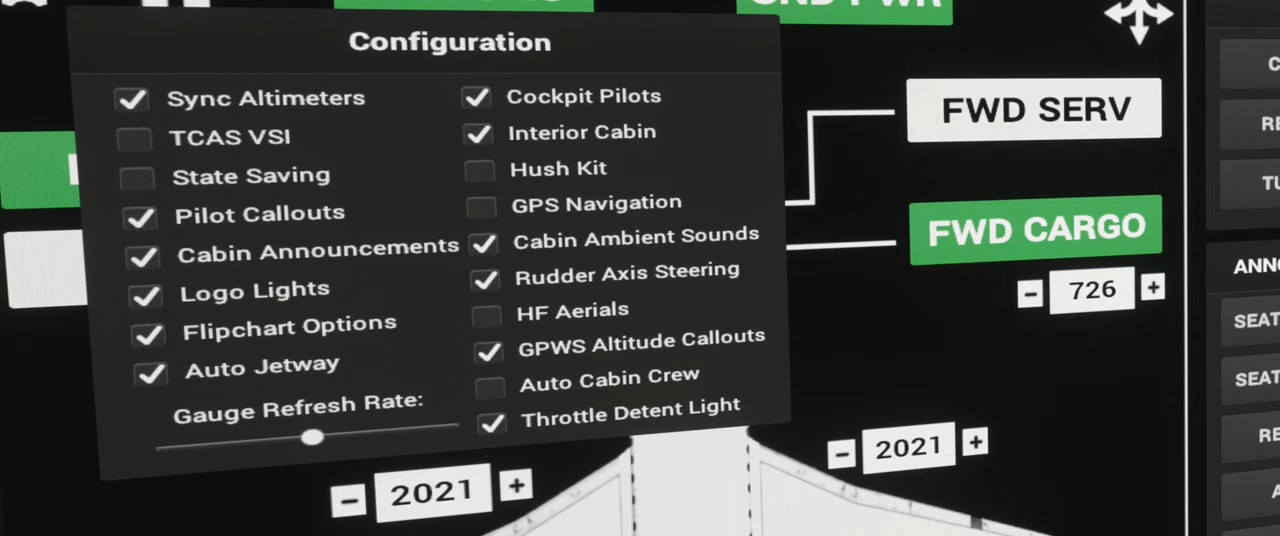 GND PWR
Configuration
Sync Altimeters
TCAS VSI
State Saving
Pilot Callouts
Cabin Announcements
Logo Lights
Flipchart Options
Auto Jetway
Gauge Refresh Rate:
Cockpit Pilots
Interior Cabin
Hush Kit
GPS Navigation
Cabin Ambient Sounds
Rudder Axis Steering
HF Aerials
GPWS Altitude Callouts
Auto Cabin Crew
Throttle Detent Light
FWD SERV
FWD CARGO
- 726 +
- 2021 +
- 2021 +
SEAT
SEAT